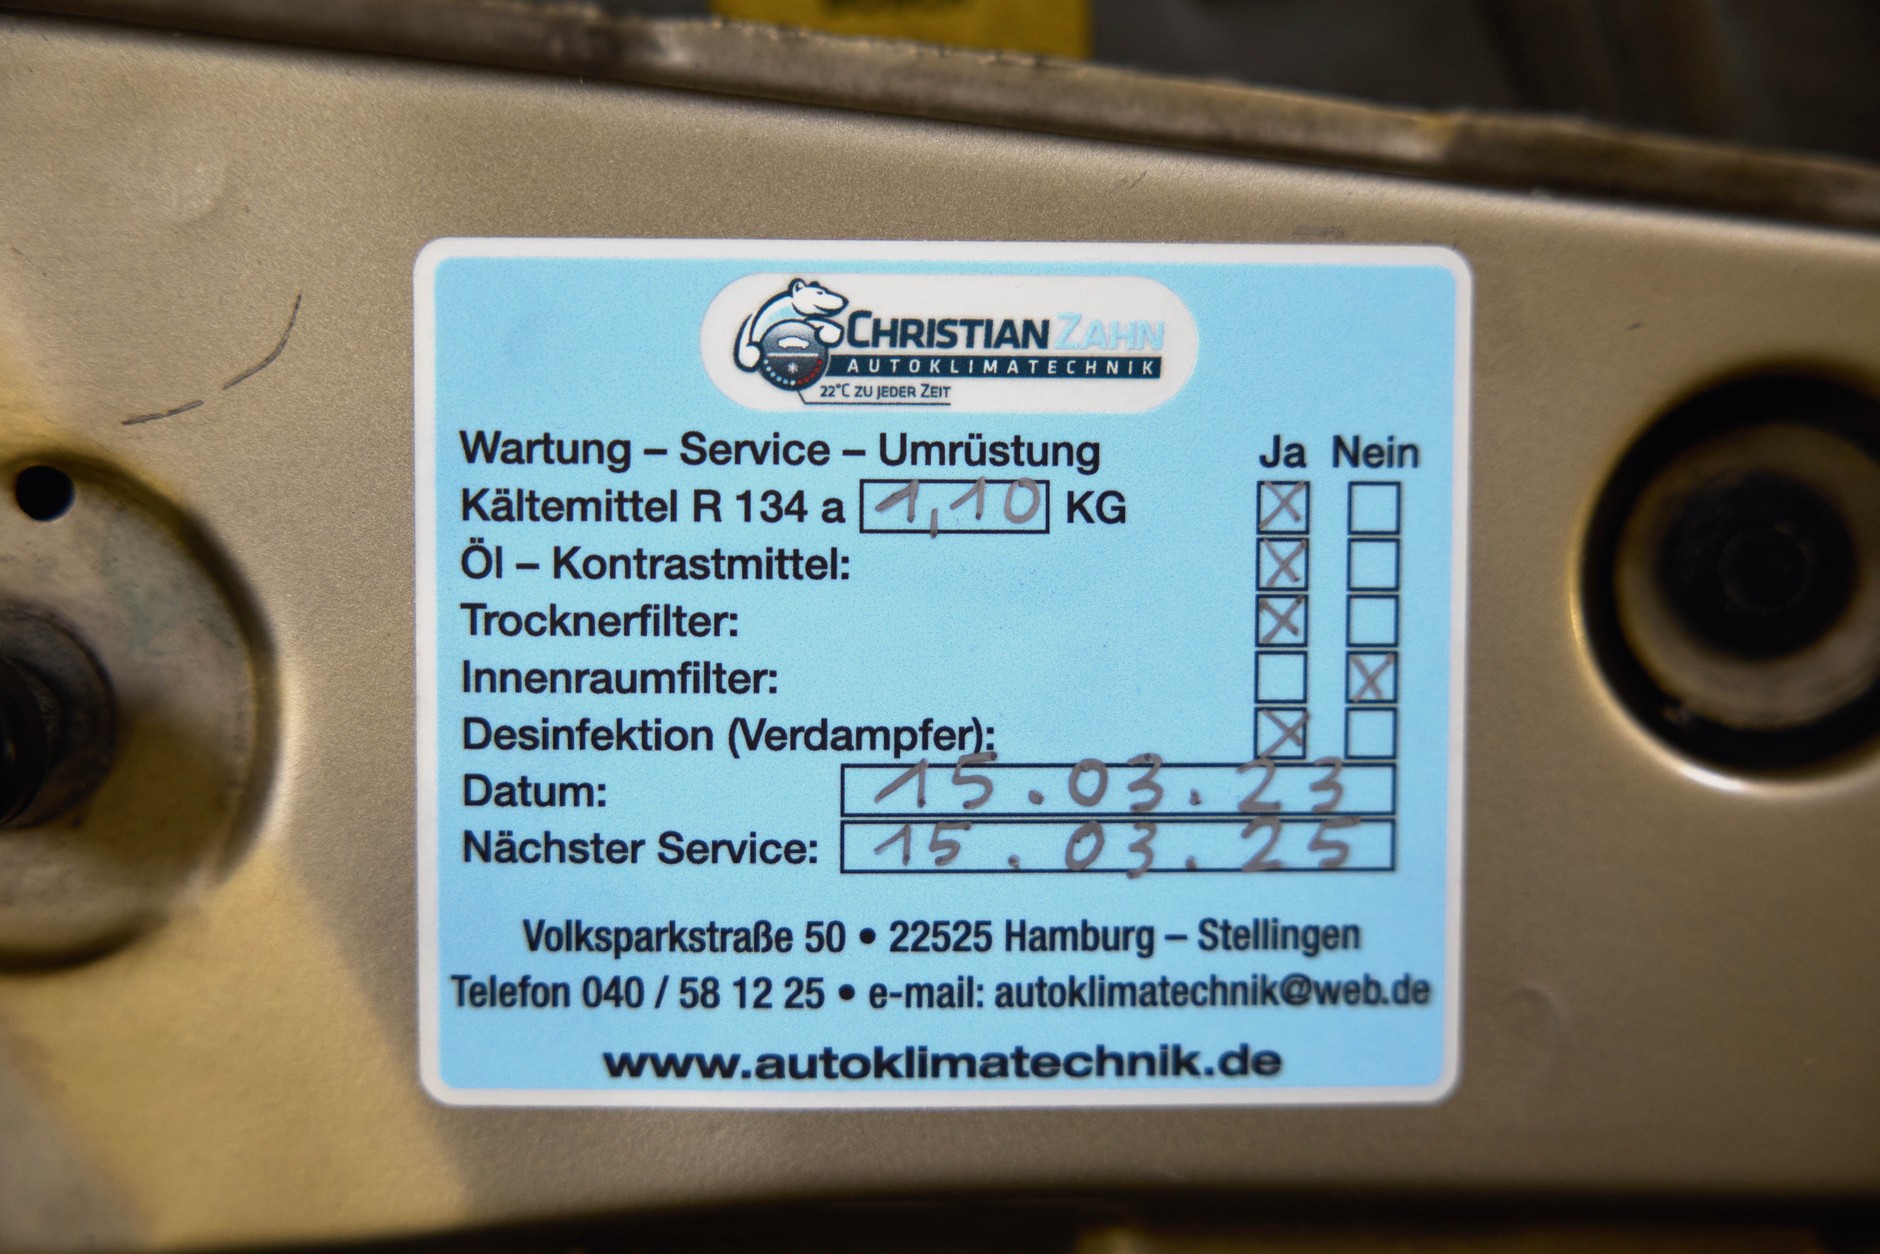 CHRISTIAN ZAHN
AUTOKLIMATECHNIK
22°C ZU JEDER ZEIT
Wartung – Service – Umrüstung Ja Nein
Kältemittel R 134 a 1,10 KG X
Öl – Kontrastmittel: X
Trocknerfilter: X
Innenraumfilter: X
Desinfektion (Verdampfer): X
Datum: 15.03.23
Nächster Service: 15.03.25
Volksparkstraße 50 • 22525 Hamburg – Stellingen
Telefon 040 / 58 12 25 • e-mail: autoklimatechnik@web.de
www.autoklimatechnik.de